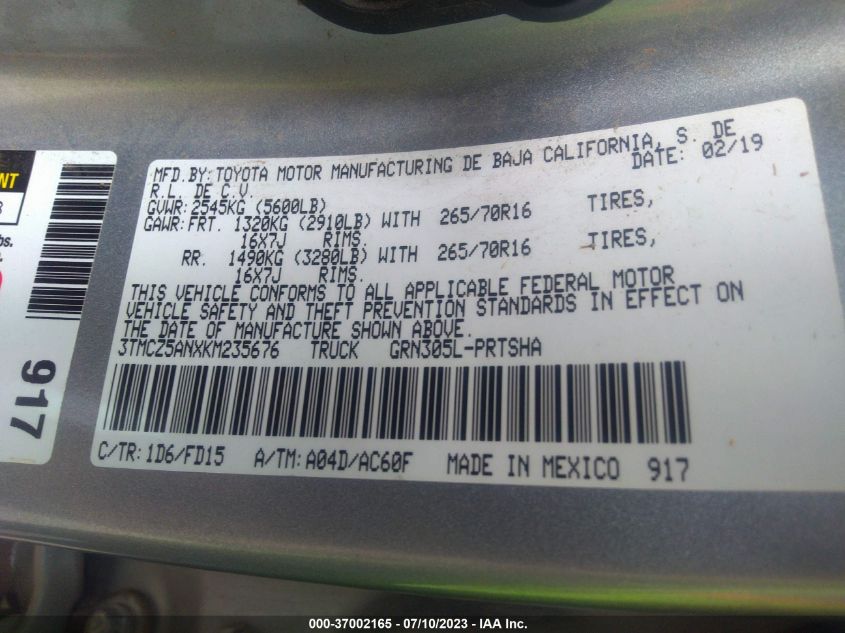 MFD.BY: TOYOTA MOTOR MANUFACTURING DE BAJA CALIFORNIA, S. DE
R.L. DE C.V. DATE: 02/19
GVWR: 2545KG (5600LB)
GAWR: FRT. 1320KG (2910LB) WITH 265/70R16 TIRES,
16X7J RIMS.
RR. 1490KG (3280LB) WITH 265/70R16 TIRES,
16X7J RIMS.
THIS VEHICLE CONFORMS TO ALL APPLICABLE FEDERAL MOTOR
VEHICLE SAFETY AND THEFT PREVENTION STANDARDS IN EFFECT ON
THE DATE OF MANUFACTURE SHOWN ABOVE.
3TMCZ5ANXKM235676 TRUCK GRN305L-PRTSHA
C/TR: 1D6/FD15 A/TM: A04D/AC60F MADE IN MEXICO 917
917
000-37002165 / 07/10/2023 - IAA Inc.